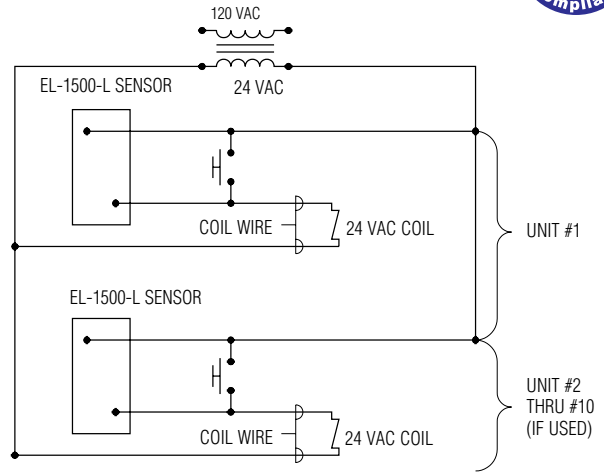 120 VAC
24 VAC
EL-1500-L SENSOR
COIL WIRE
24 VAC COIL
UNIT #1
EL-1500-L SENSOR
COIL WIRE
24 VAC COIL
UNIT #2
THRU #10
(IF USED)